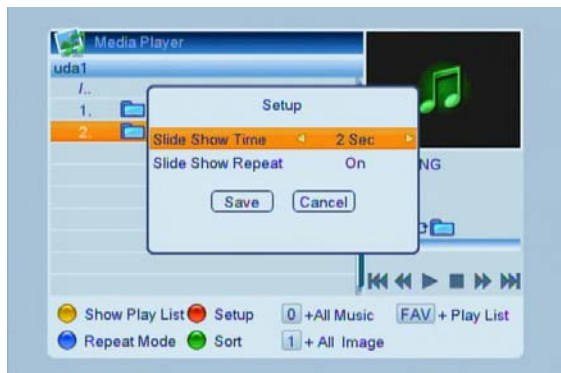 Media Player
uda1
/..
1.
2.
Setup
Slide Show Time 2 Sec
Slide Show Repeat On
Save Cancel
NG
Show Play List Setup 0 +All Music FAV + Play List
Repeat Mode Sort 1 + All Image